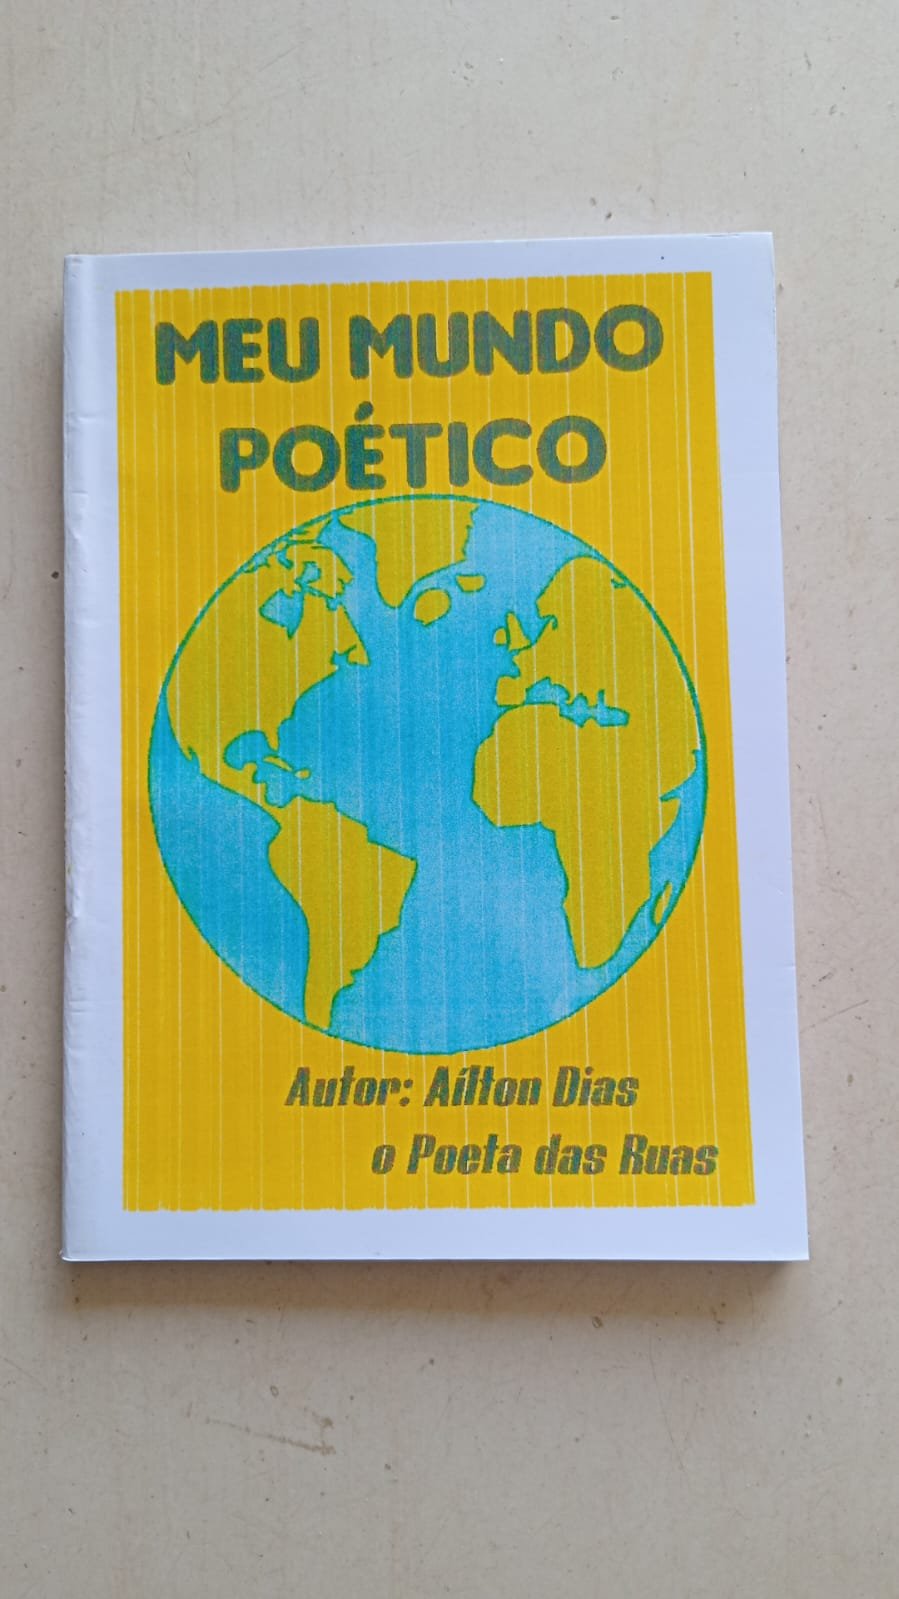 MEU MUNDO
POÉTICO
Autor: Aílton Dias
o Poeta das Ruas